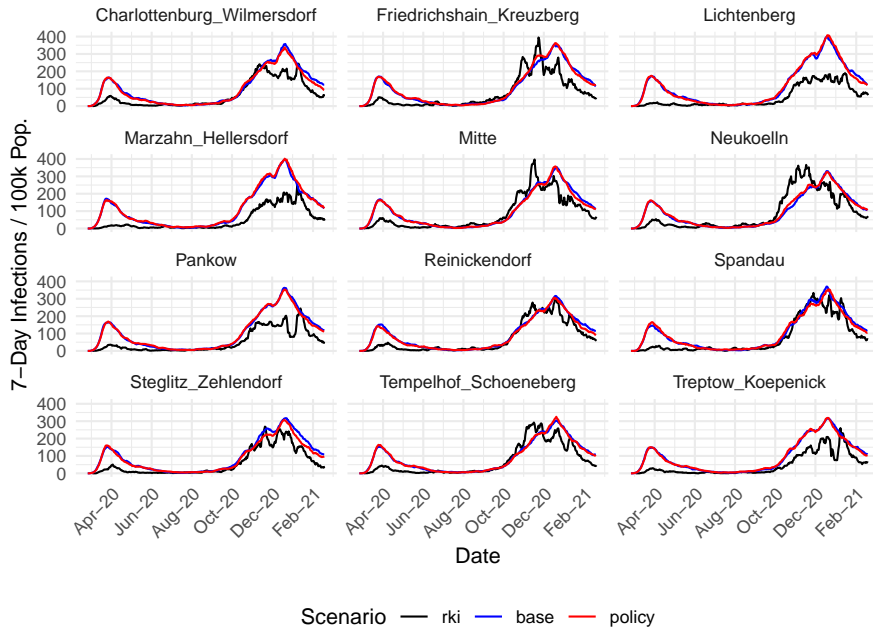 Charlottenburg_Wilmersdorf Friedrichshain_Kreuzberg Lichtenberg
400
300
200
100
0
Marzahn_Hellersdorf Mitte Neukoelln
400
300
200
100
0
Pankow Reinickendorf Spandau
400
300
200
100
0
Steglitz_Zehlendorf Tempelhof_Schoeneberg Treptow_Koepenick
400
300
200
100
0
7−Day Infections / 100k Pop.
Apr−20 Jun−20 Aug−20 Oct−20 Dec−20 Feb−21 Apr−20 Jun−20 Aug−20 Oct−20 Dec−20 Feb−21 Apr−20 Jun−20 Aug−20 Oct−20 Dec−20 Feb−21
Date
Scenario rki base policy